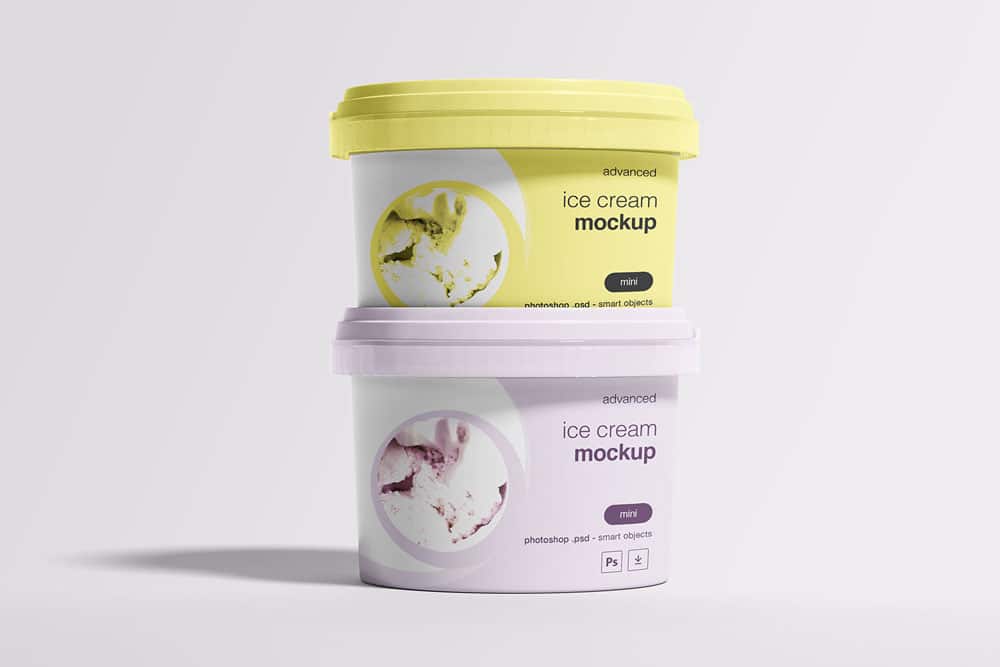 advanced
ice cream
mockup
mini
photoshop .psd - smart objects
advanced
ice cream
mockup
mini
photoshop .psd - smart objects
Ps